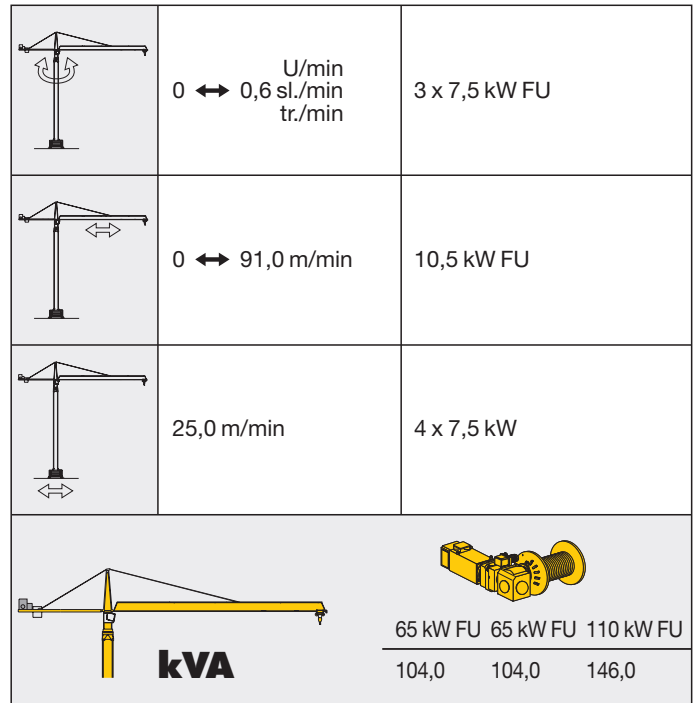 U/min
0 ↔ 0,6 sl./min
tr./min
3 x 7,5 kW FU
0 ↔ 91,0 m/min
10,5 kW FU
25,0 m/min
4 x 7,5 kW
65 kW FU 65 kW FU 110 kW FU
kVA
104,0 104,0 146,0